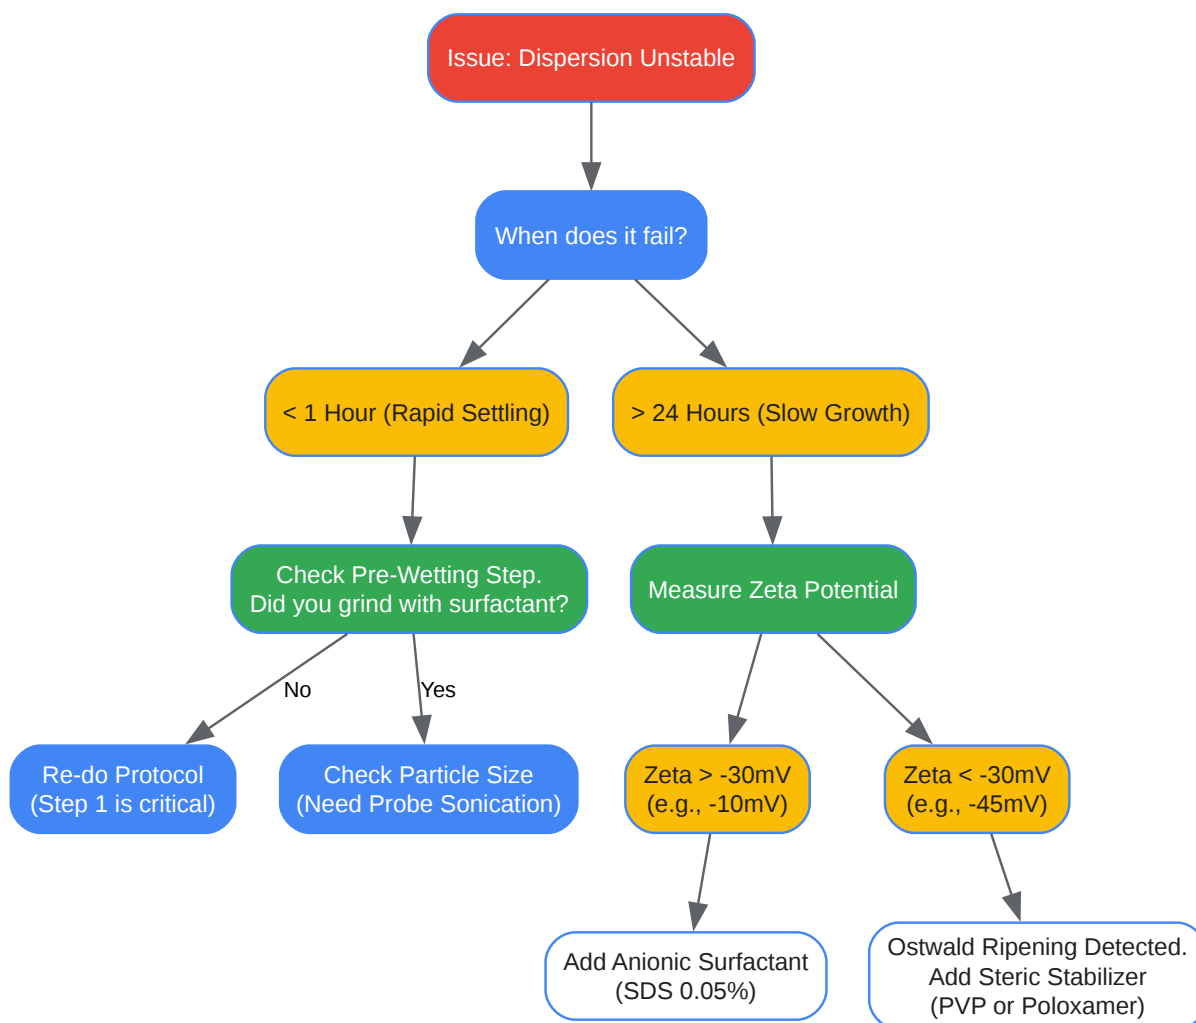 Issue: Dispersion Unstable
When does it fail?
< 1 Hour (Rapid Settling)
> 24 Hours (Slow Growth)
Check Pre-Wetting Step.
Did you grind with surfactant?
Measure Zeta Potential
No
Yes
Re-do Protocol
(Step 1 is critical)
Check Particle Size
(Need Probe Sonication)
Zeta > -30mV
(e.g., -10mV)
Zeta < -30mV
(e.g., -45mV)
Add Anionic Surfactant
(SDS 0.05%)
Ostwald Ripening Detected.
Add Steric Stabilizer
(PVP or Poloxamer)